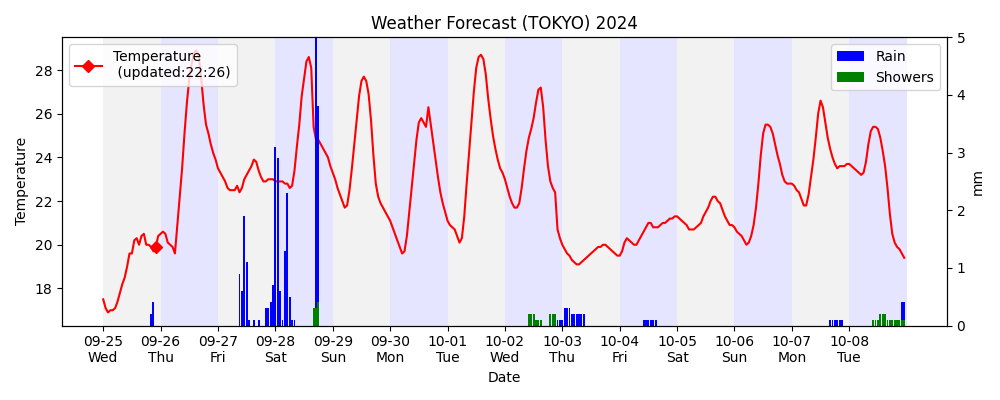 Weather Forecast (TOKYO) 2024
Temperature
(updated:22:26)
Rain
Showers
Temperature
28
26
24
22
20
18
5
4
3
2
1
0
mm
09-25 09-26 09-27 09-28 09-29 09-30 10-01 10-02 10-03 10-04 10-05 10-06 10-07 10-08
Wed Thu Fri Sat Sun Mon Tue Wed Thu Fri Sat Sun Mon Tue
Date